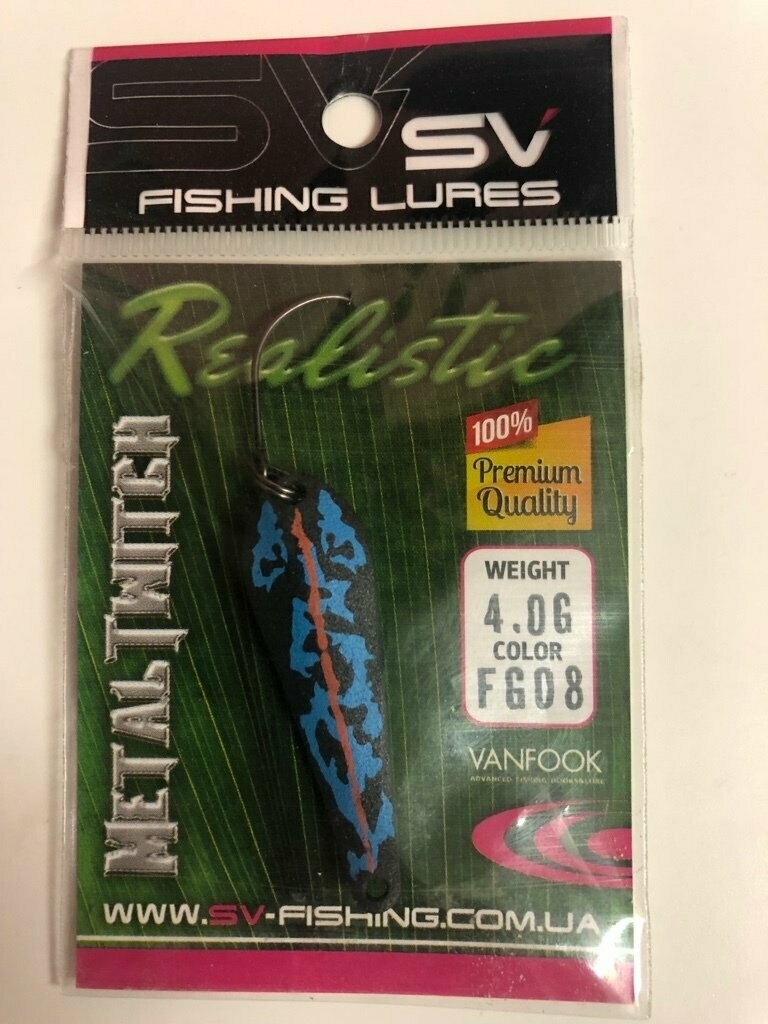 SV
SV
FISHING LURES
Realistic
METAL TWITCH
100%
Premium
Quality
WEIGHT
4.0G
COLOR
FG08
VANFOOK
WWW.SV-FISHING.COM.UA